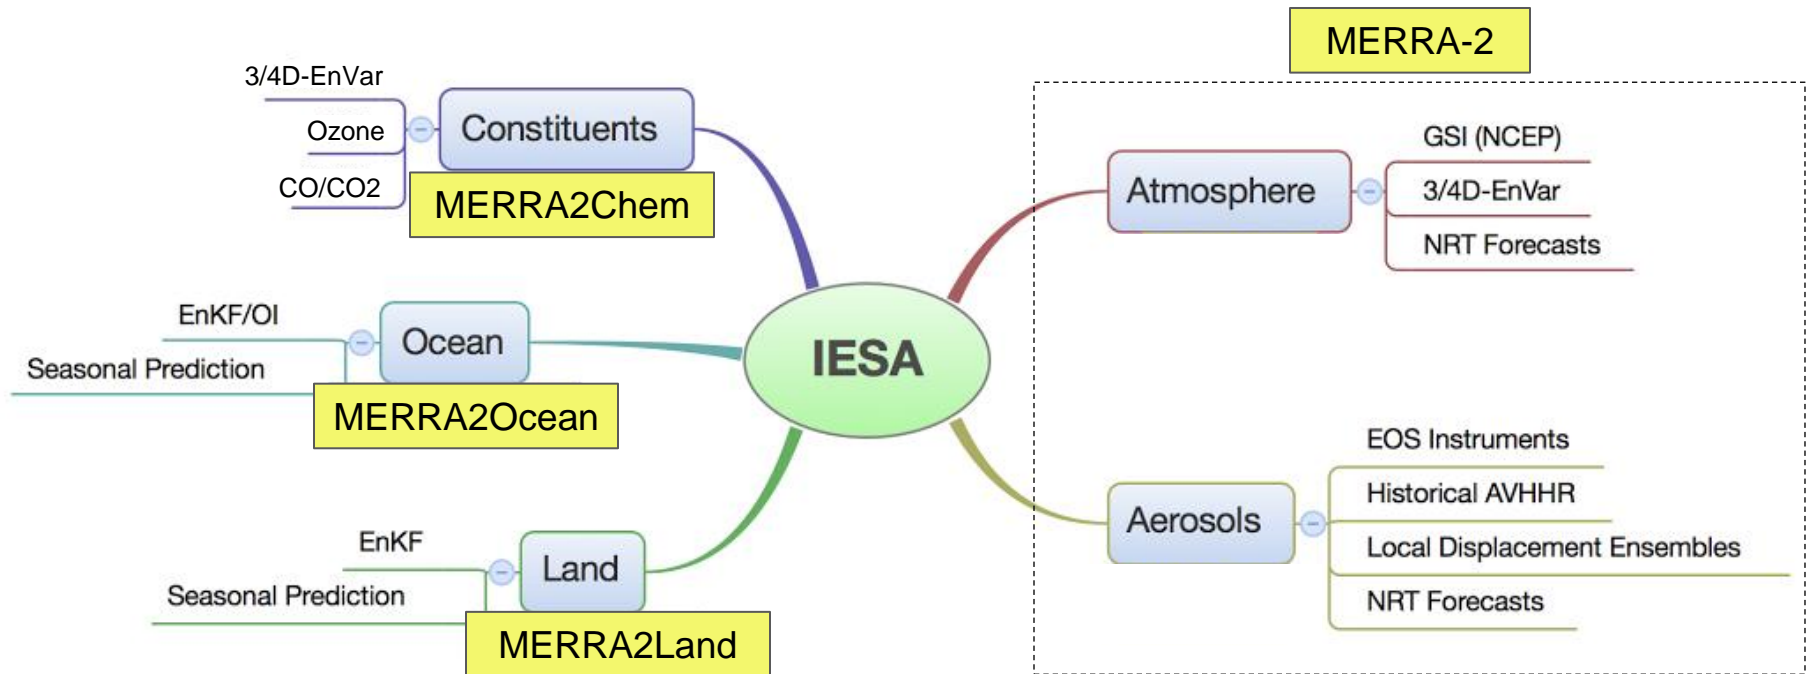 MERRA-2
3/4D-EnVar
Ozone
CO/CO2
Constituents
MERRA2Chem
EnKF/OI
Seasonal Prediction
Ocean
MERRA2Ocean
EnKF
Seasonal Prediction
Land
MERRA2Land
IESA
Atmosphere
GSI (NCEP)
3/4D-EnVar
NRT Forecasts
Aerosols
EOS Instruments
Historical AVHHR
Local Displacement Ensembles
NRT Forecasts